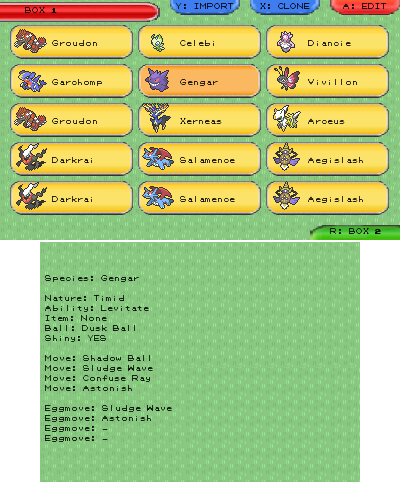 BOX 1
Y: IMPORT
X: CLONE
A: EDIT
Groudon
Celebi
Diancie
Garchomp
Gengar
Vivillon
Groudon
Xerneas
Arceus
Darkrai
Salamence
Aegislash
Darkrai
Salamence
Aegislash
R: BOX 2
Species: Gengar
Nature: Timid
Ability: Levitate
Item: None
Ball: Dusk Ball
Shiny: YES
Move: Shadow Ball
Move: Sludge Wave
Move: Confuse Ray
Move: Astonish
Eggmove: Sludge Wave
Eggmove: Astonish
Eggmove: -
Eggmove: -